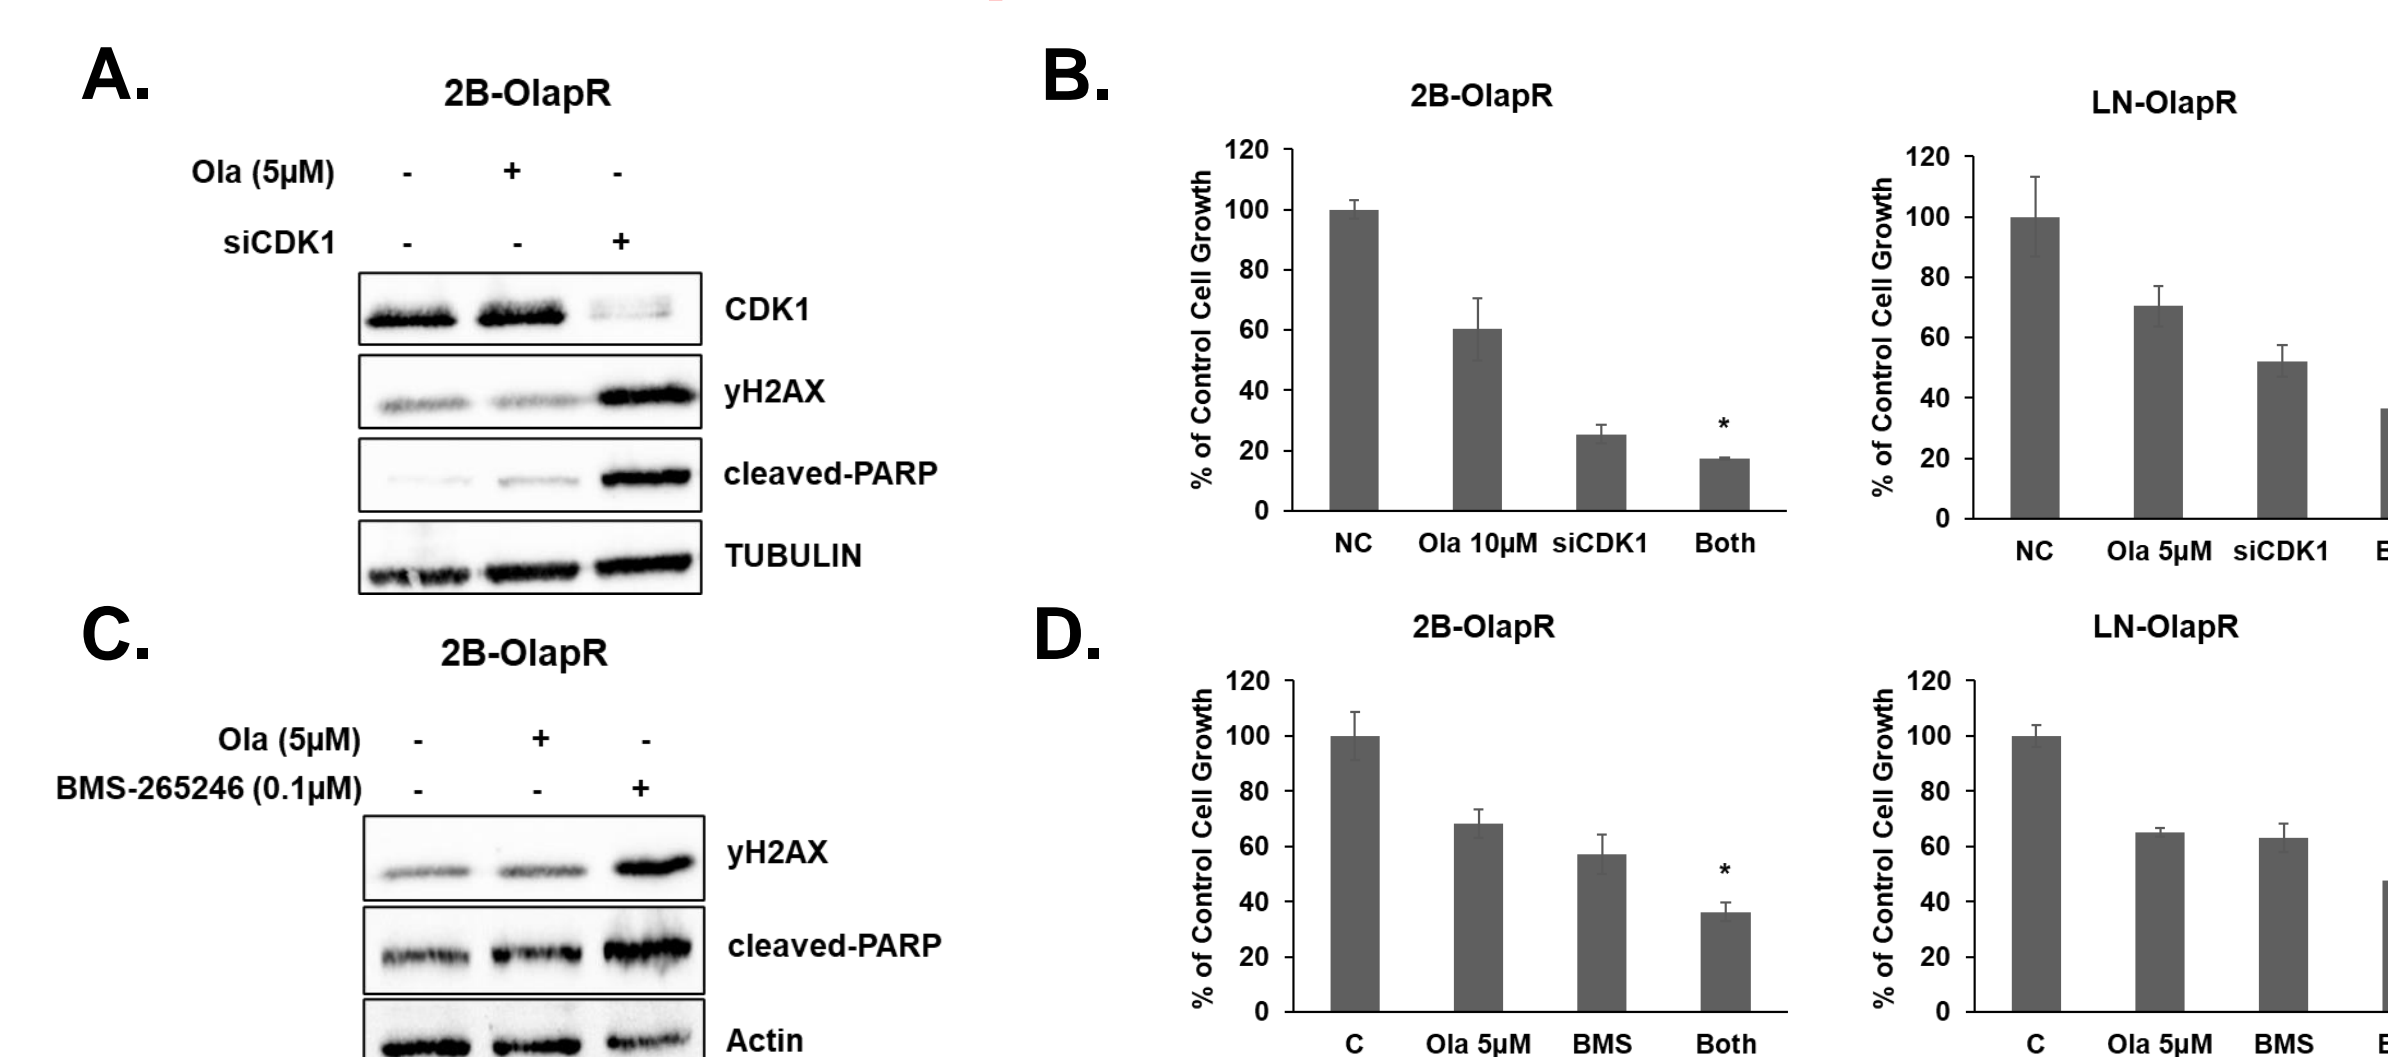 A.
2B-OlapR
Ola (5µM) - + -
siCDK1 - - +
CDK1
yH2AX
cleaved-PARP
TUBULIN
B.
2B-OlapR
% of Control Cell Growth
120
100
80
60
40
20
0
*
NC Ola 10µM siCDK1 Both
LN-OlapR
% of Control Cell Growth
120
100
80
60
40
20
0
NC Ola 5µM siCDK1
C.
2B-OlapR
Ola (5µM) - + -
BMS-265246 (0.1µM) - - +
yH2AX
cleaved-PARP
Actin
D.
2B-OlapR
% of Control Cell Growth
120
100
80
60
40
20
0
*
C Ola 5µM BMS Both
LN-OlapR
% of Control Cell Growth
120
100
80
60
40
20
0
C Ola 5µM BMS